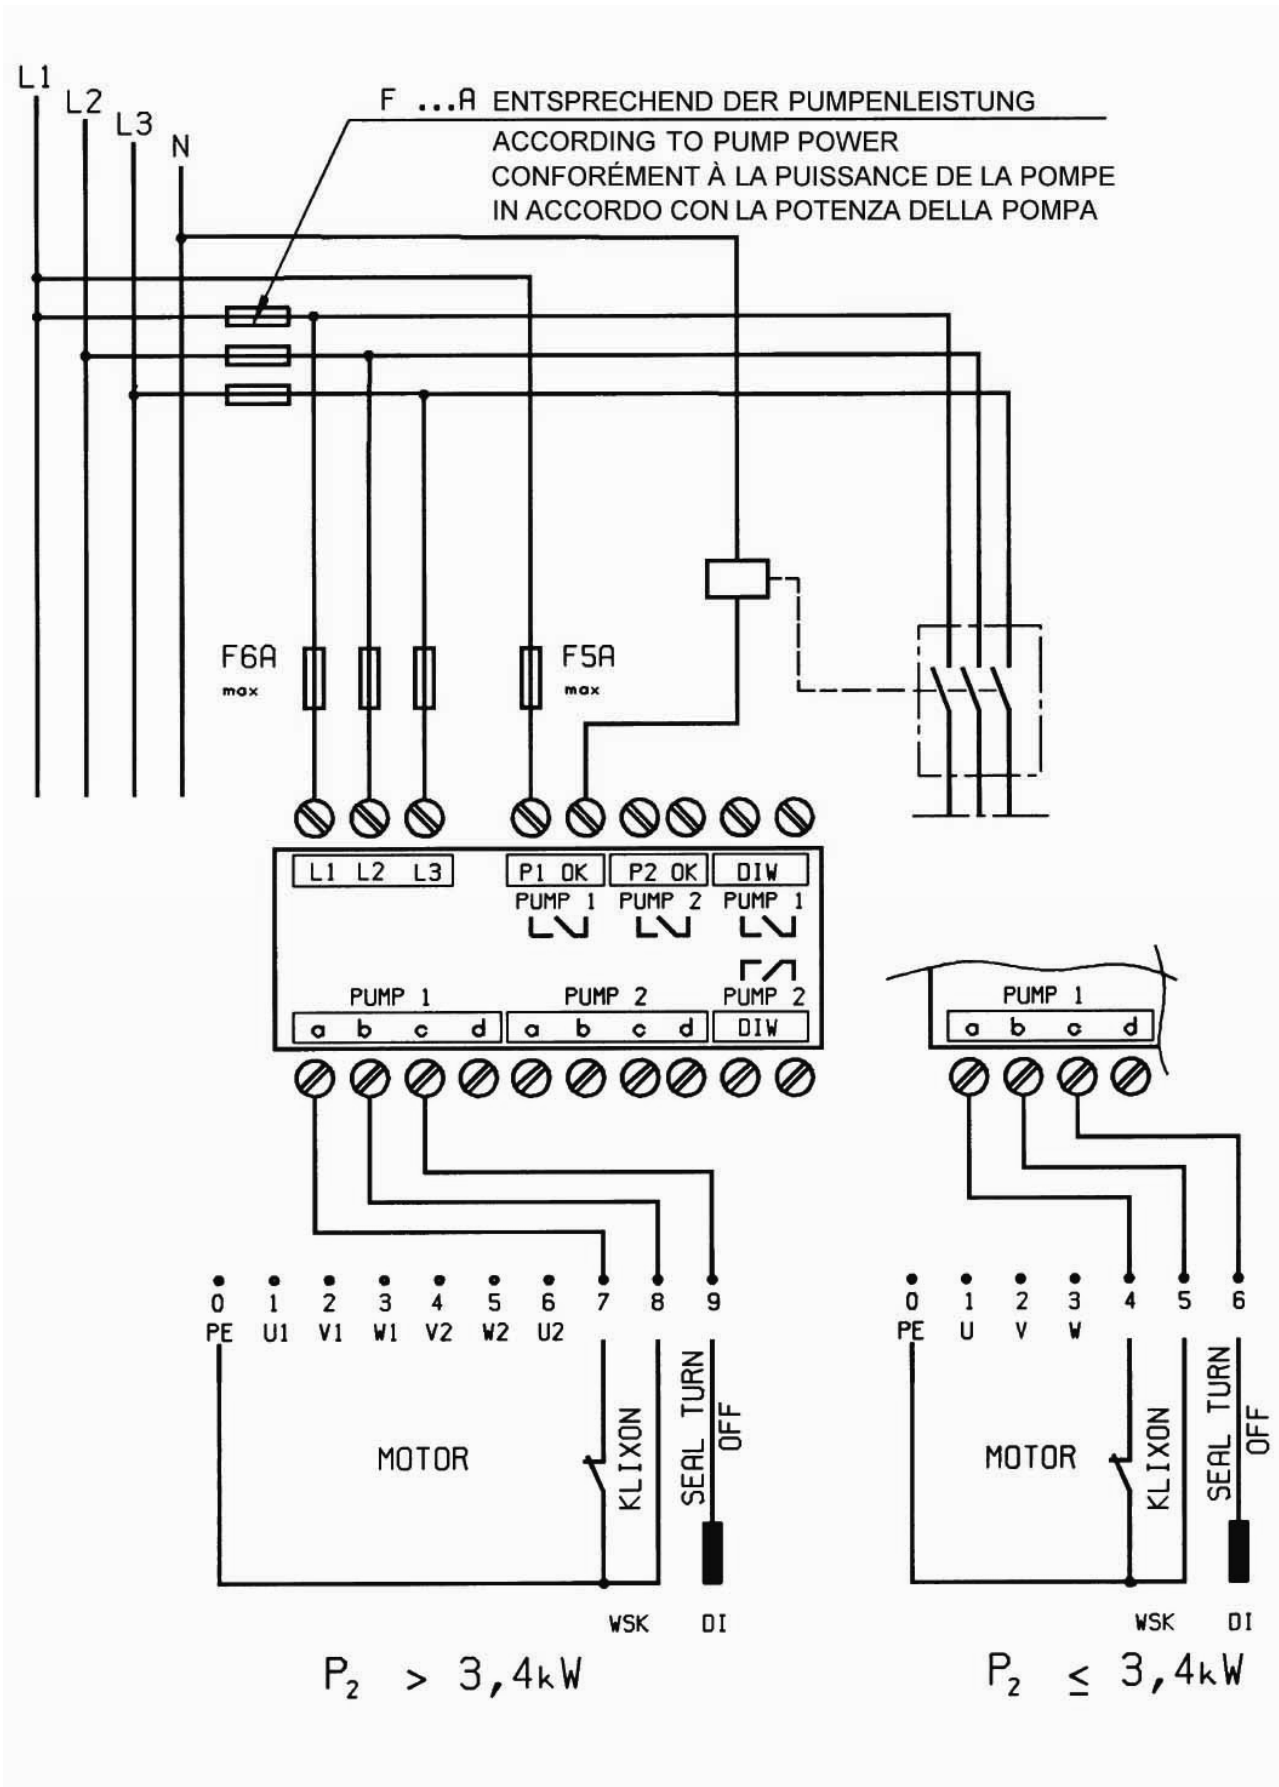 L1
L2
L3
N
F ...A ENTSPRECHEND DER PUMPENLEISTUNG
ACCORDING TO PUMP POWER
CONFORÉMENT À LA PUISSANCE DE LA POMPE
IN ACCORDO CON LA POTENZA DELLA POMPA
F6A
max
F5A
max
L1 L2 L3
P1 OK
P2 OK
DIW
PUMP 1
PUMP 2
PUMP 1
PUMP 1
PUMP 2
PUMP 2
a b c d
a b c d
DIW
PUMP 1
a b c d
0 1 2 3 4 5 6 7 8 9
PE U1 V1 W1 V2 W2 U2
MOTOR
KLIXON
SEAL TURN
OFF
WSK
DI
P2 > 3,4kW
0 1 2 3 4 5 6
PE U V W
MOTOR
KLIXON
SEAL TURN
OFF
WSK
DI
P2 ≤ 3,4kW